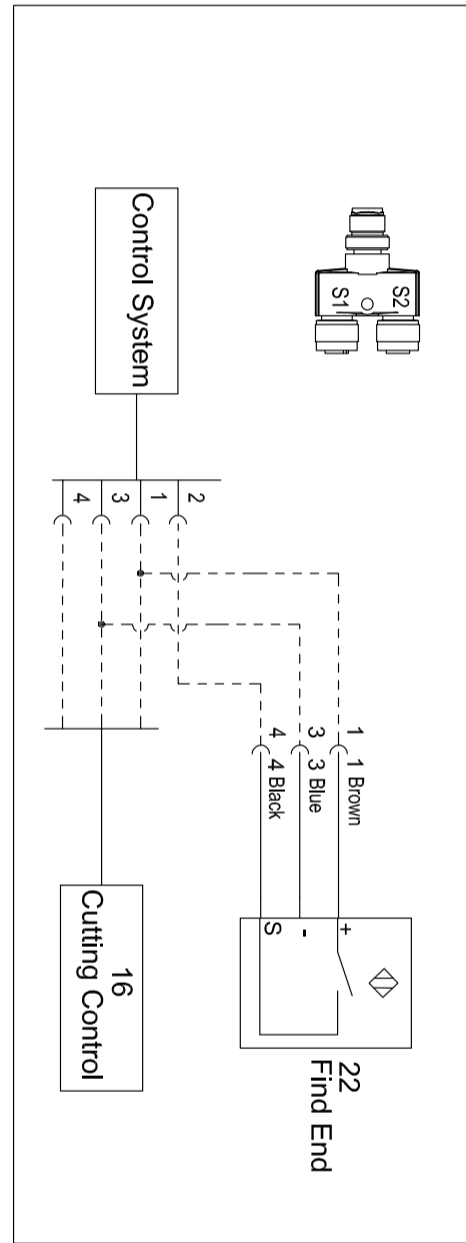 S1
S2
Control System
4
3
1
2
1
1 Brown
3
3 Blue
4
4 Black
+
-
S
22
Find End
16
Cutting Control